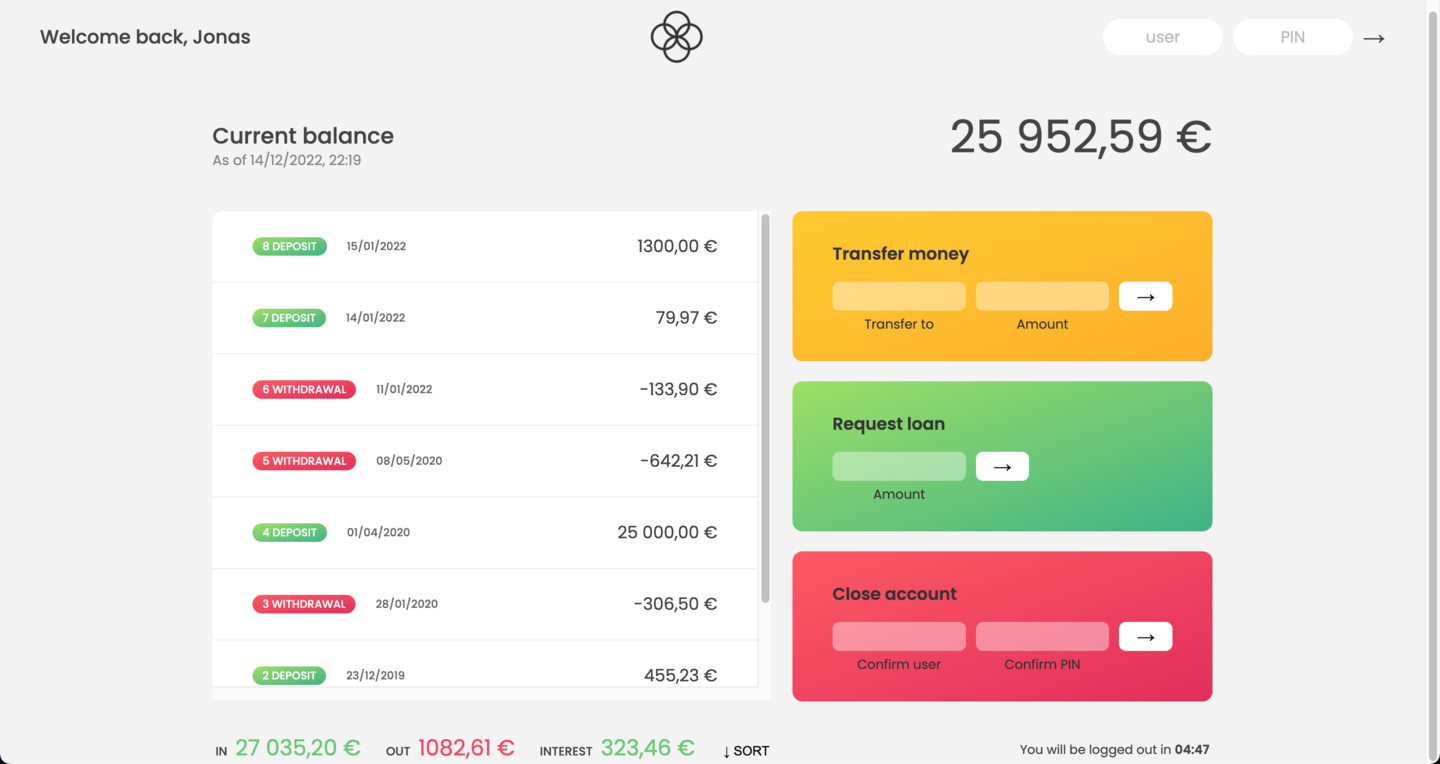 Welcome back, Jonas
user PIN →
Current balance
As of 14/12/2022, 22:19
25 952,59 €
8 DEPOSIT 15/01/2022 1300,00 €
7 DEPOSIT 14/01/2022 79,97 €
6 WITHDRAWAL 11/01/2022 -133,90 €
5 WITHDRAWAL 08/05/2020 -642,21 €
4 DEPOSIT 01/04/2020 25 000,00 €
3 WITHDRAWAL 28/01/2020 -306,50 €
2 DEPOSIT 23/12/2019 455,23 €
Transfer money
→
Transfer to Amount
Request loan
→
Amount
Close account
→
Confirm user Confirm PIN
IN 27 035,20 € OUT 1082,61 € INTEREST 323,46 € ↓ SORT
You will be logged out in 04:47